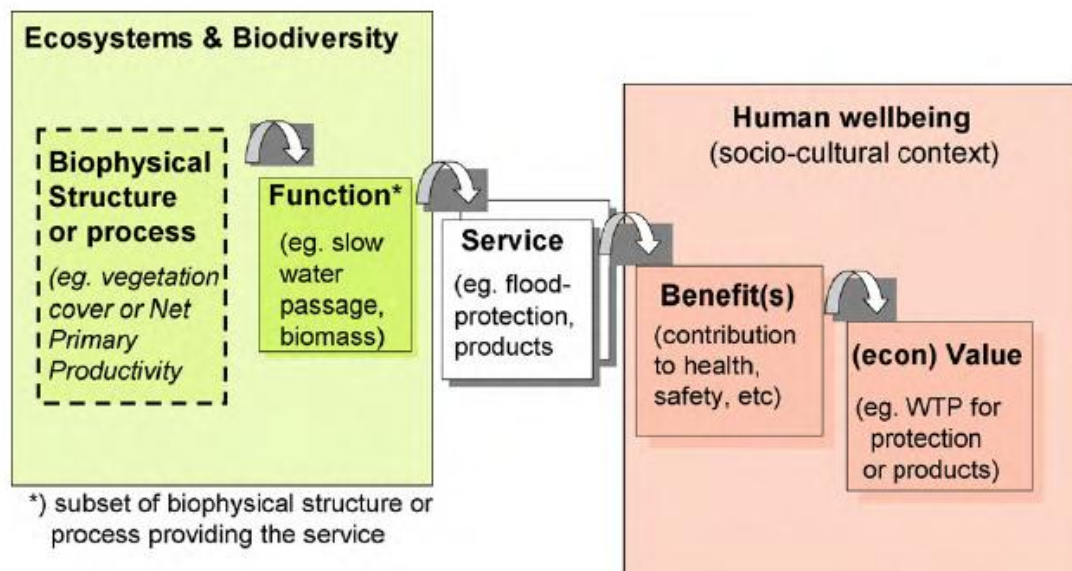 Ecosystems & Biodiversity
Biophysical
Structure
or process
(eg. vegetation
cover or Net
Primary
Productivity
Function*
(eg. slow
water
passage,
biomass)
Service
(eg. flood-
protection,
products
Human wellbeing
(socio-cultural context)
Benefit(s)
(contribution
to health,
safety, etc)
(econ) Value
(eg. WTP for
protection
or products)
*) subset of biophysical structure or
process providing the service